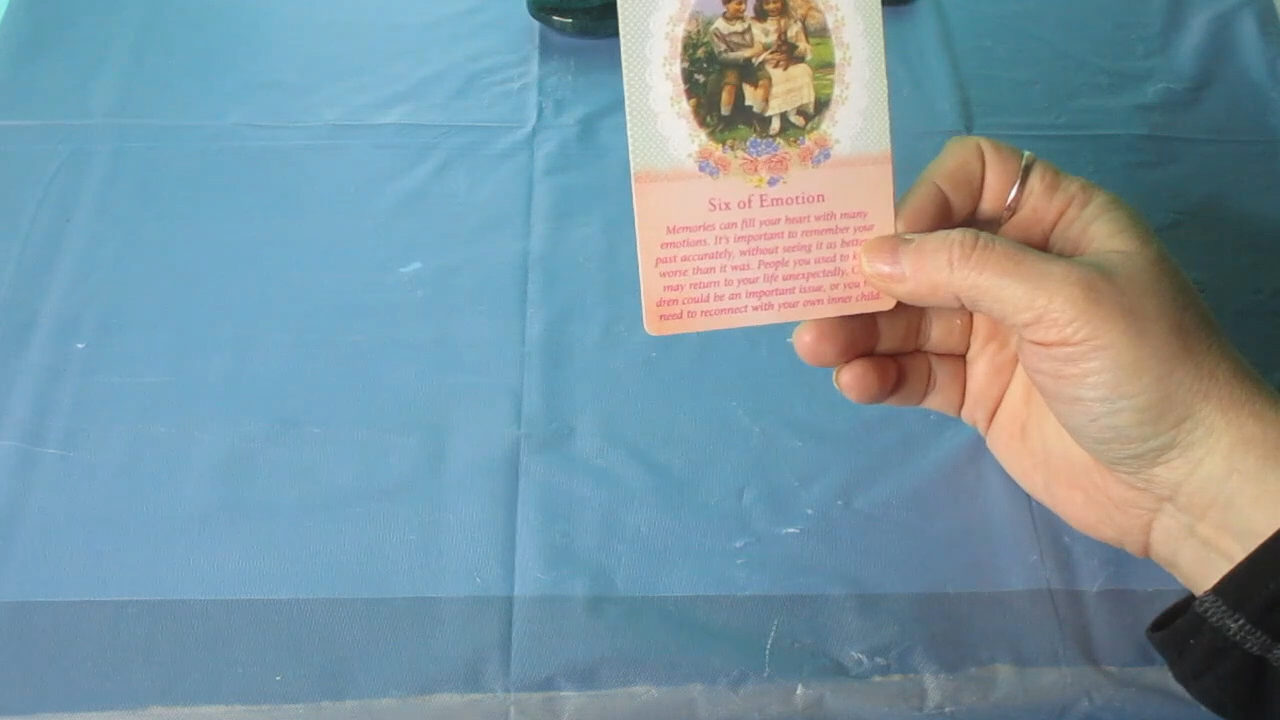 Six of Emotion
Memories can fill your heart with many
emotions. It's important to remember your
past accurately, without seeing it as better
worse than it was. People you used to
may return to your life unexpectedly.
dren could be an important issue, or you
need to reconnect with your own inner child.